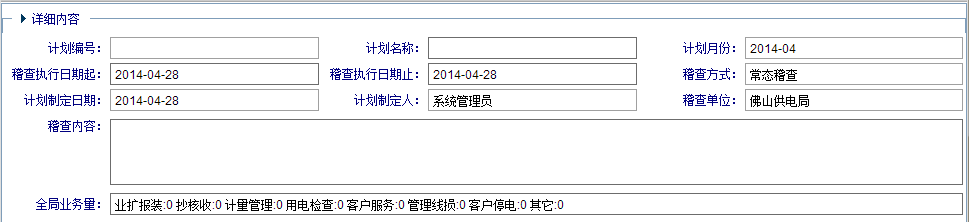 详细内容
计划编号： 计划名称： 计划月份： 2014-04
稽查执行日期起： 2014-04-28 稽查执行日期止： 2014-04-28 稽查方式： 常态稽查
计划制定日期： 2014-04-28 计划制定人： 系统管理员 稽查单位： 佛山供电局
稽查内容：
全局业务量： 业扩报装:0 抄核收:0 计量管理:0 用电检查:0 客户服务:0 管理线损:0 客户停电:0 其它:0